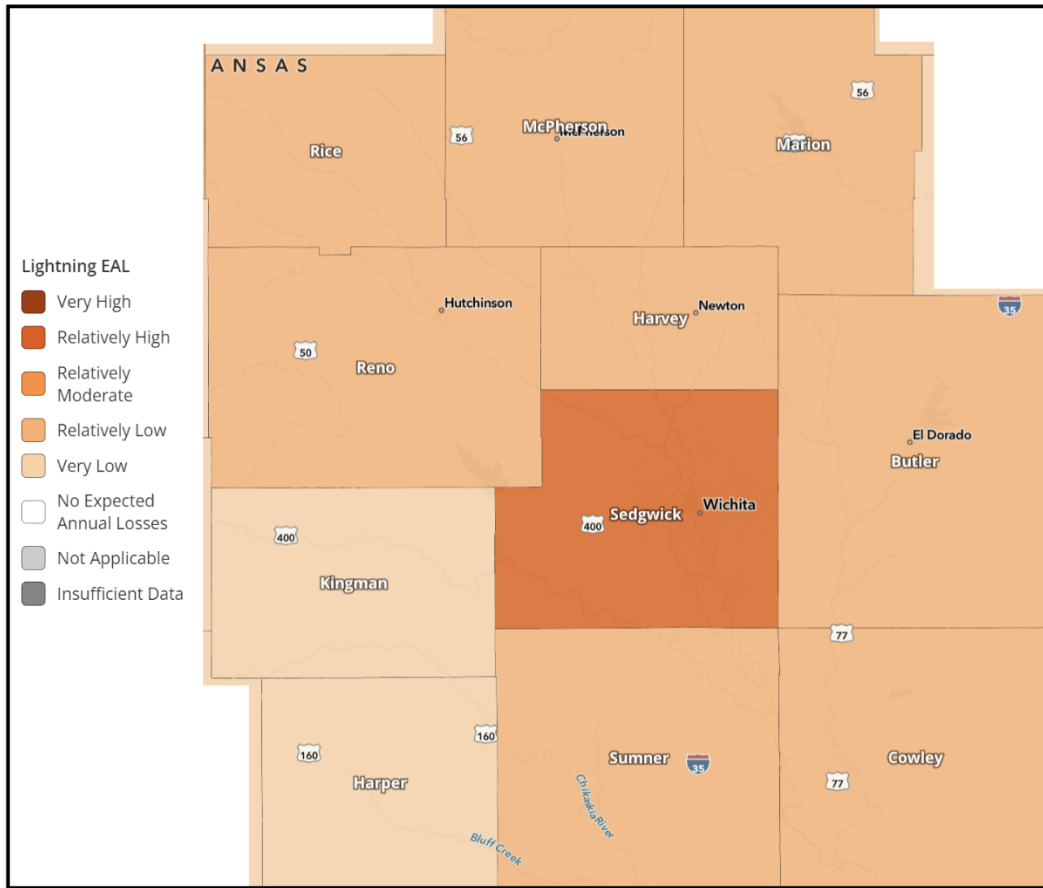 ANSAS
56
McPherson
McPherson
56
Marion
Rice
Lightning EAL
Very High
Relatively High
Relatively
Moderate
Relatively Low
Very Low
No Expected
Annual Losses
Not Applicable
Insufficient Data
Hutchinson
Newton
Harvey
35
50
Reno
El Dorado
Butler
Wichita
Sedgwick
400
400
Kingman
77
160
160
Harper
Sumner
35
Cowley
77
Chikaskia River
Bluff Creek